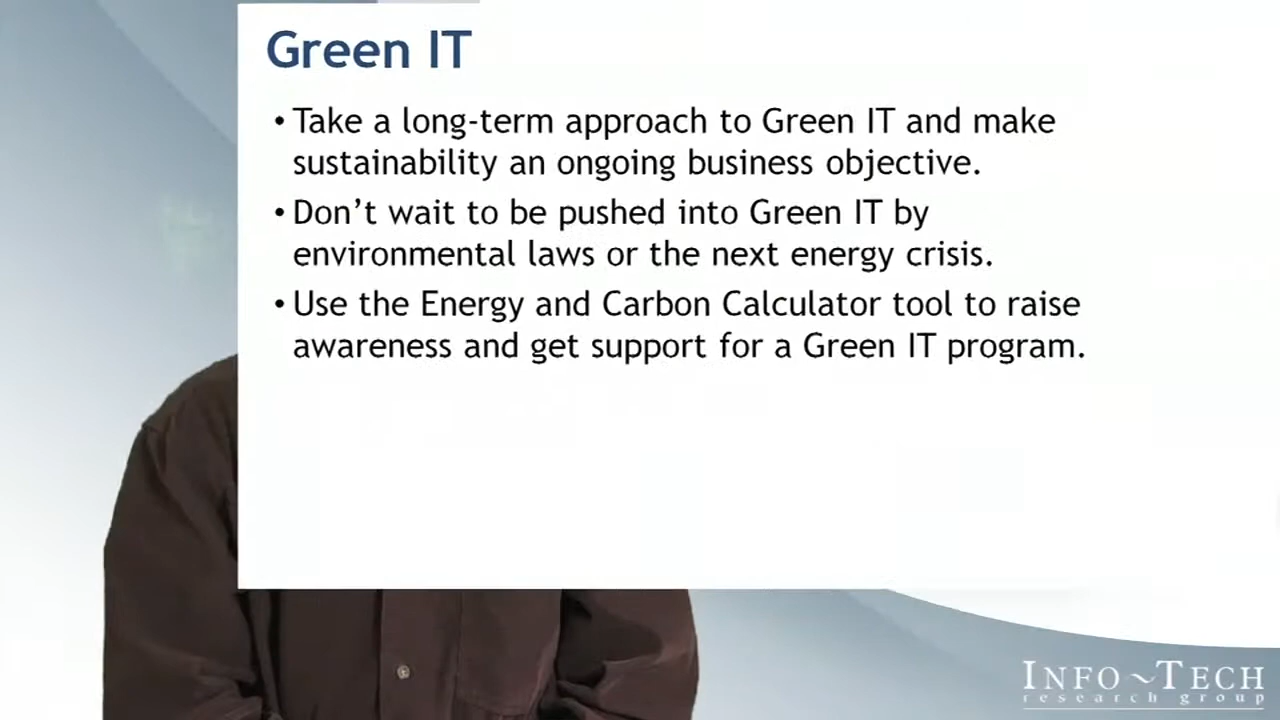 Green IT
• Take a long-term approach to Green IT and make
sustainability an ongoing business objective.
• Don’t wait to be pushed into Green IT by
environmental laws or the next energy crisis.
• Use the Energy and Carbon Calculator tool to raise
awareness and get support for a Green IT program.
INFO~TECH
research group